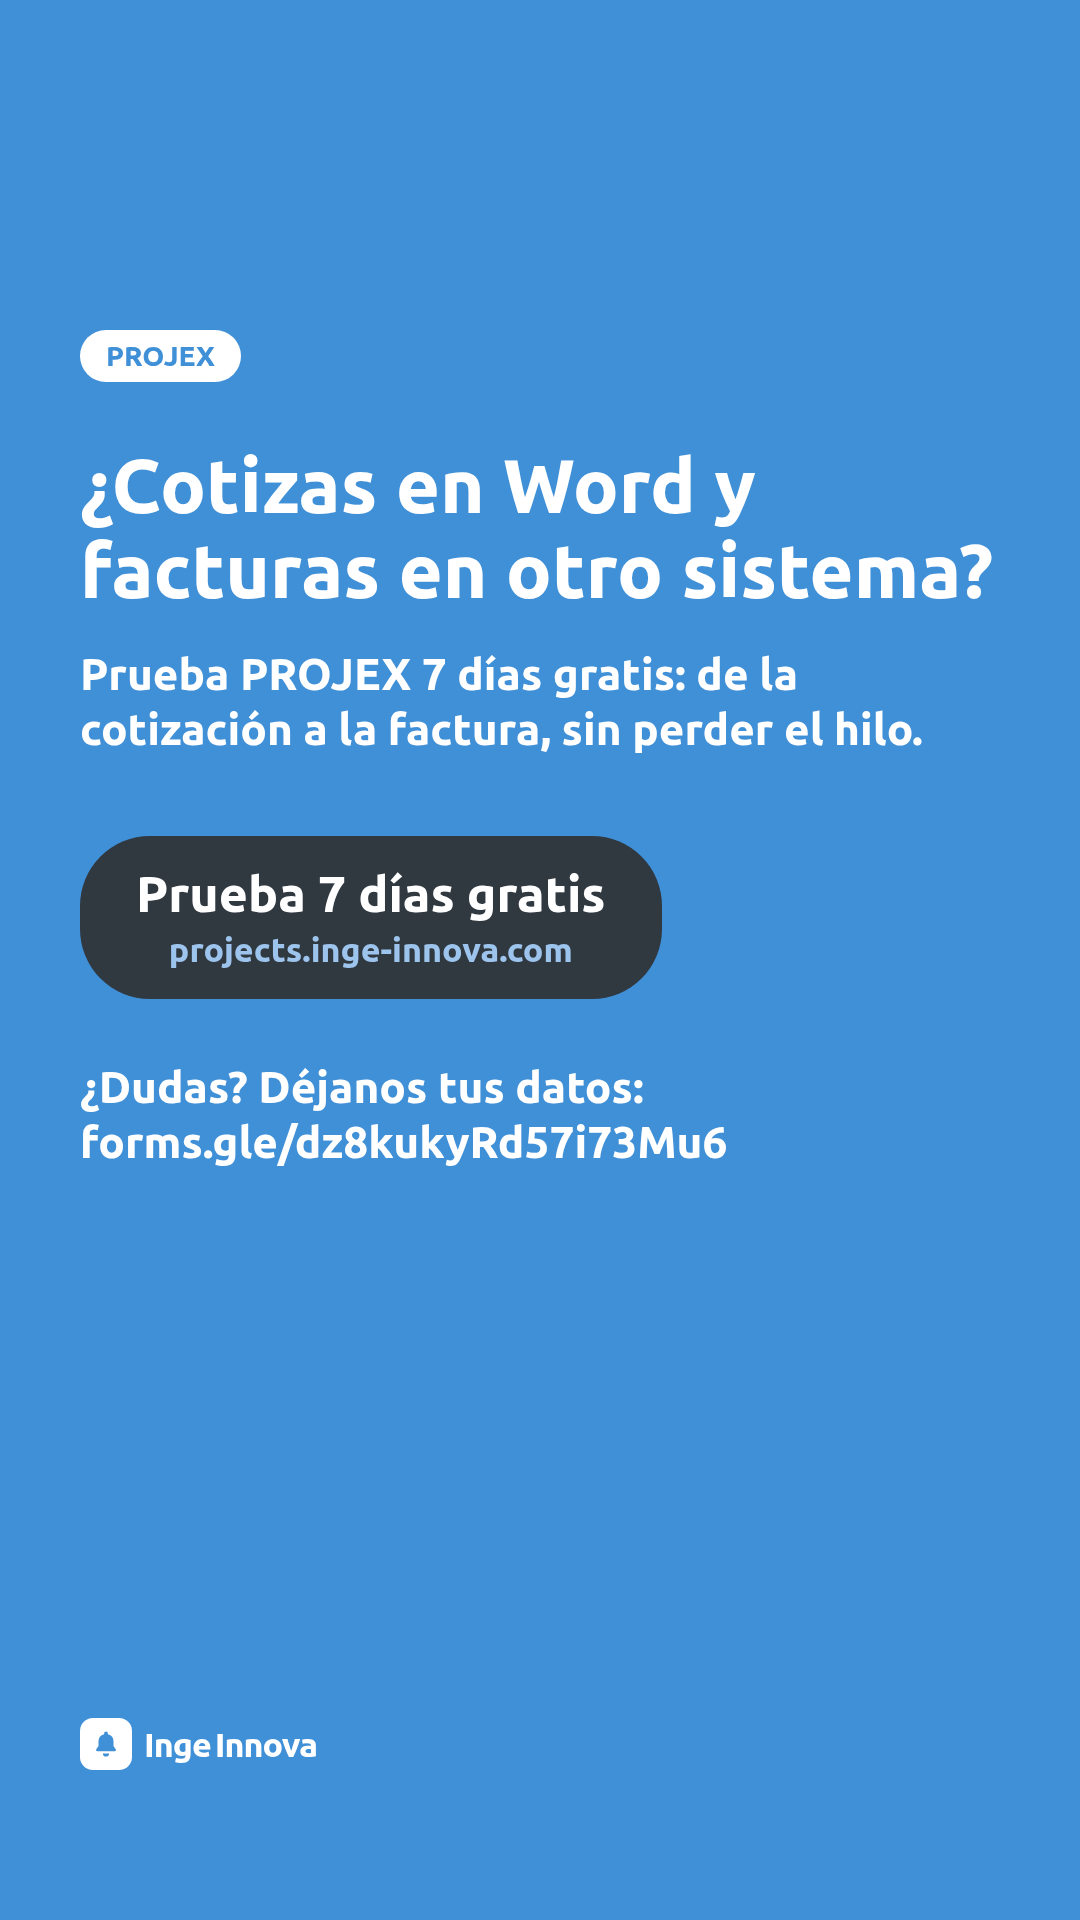 PROJEX
¿Cotizas en Word y
facturas en otro sistema?
Prueba PROJEX 7 días gratis: de la
cotización a la factura, sin perder el hilo.
Prueba 7 días gratis
projects.inge-innova.com
¿Dudas? Déjanos tus datos:
forms.gle/dz8kukyRd57i73Mu6
Inge Innova